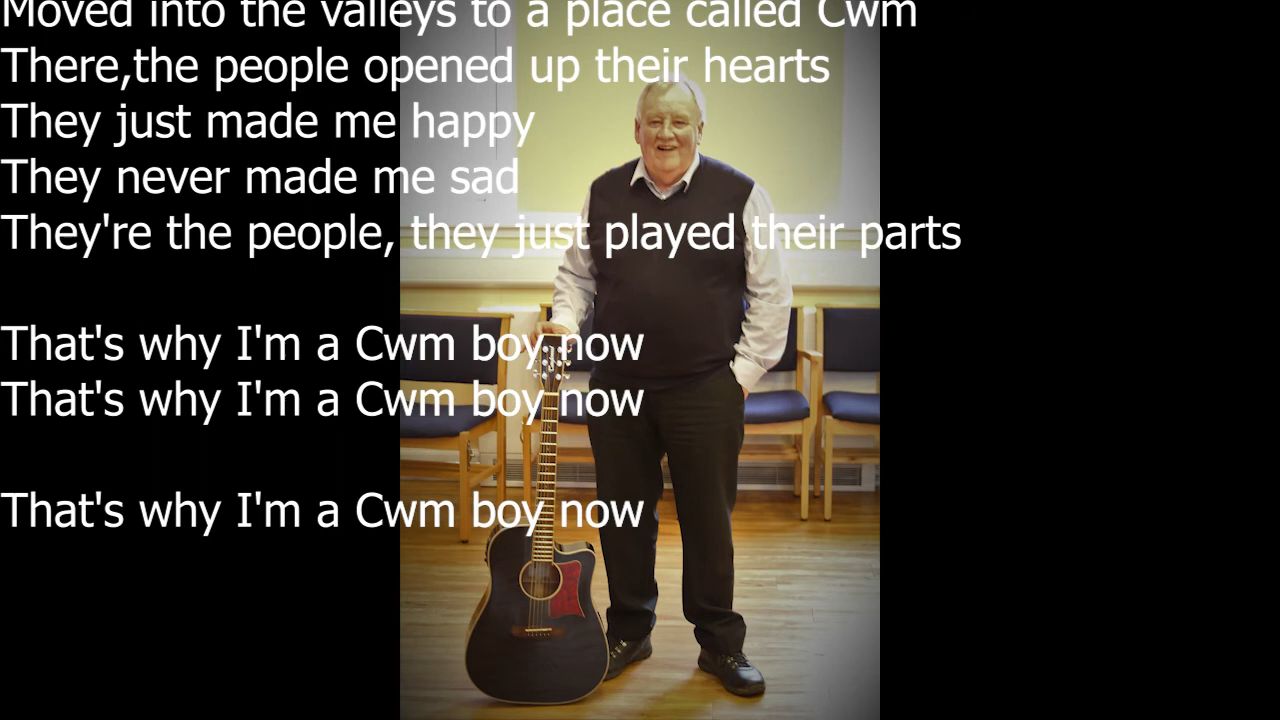 Moved into the valleys to a place called Cwm
There,the people opened up their hearts
They just made me happy
They never made me sad
They're the people, they just played their parts
That's why I'm a Cwm boy now
That's why I'm a Cwm boy now
That's why I'm a Cwm boy now